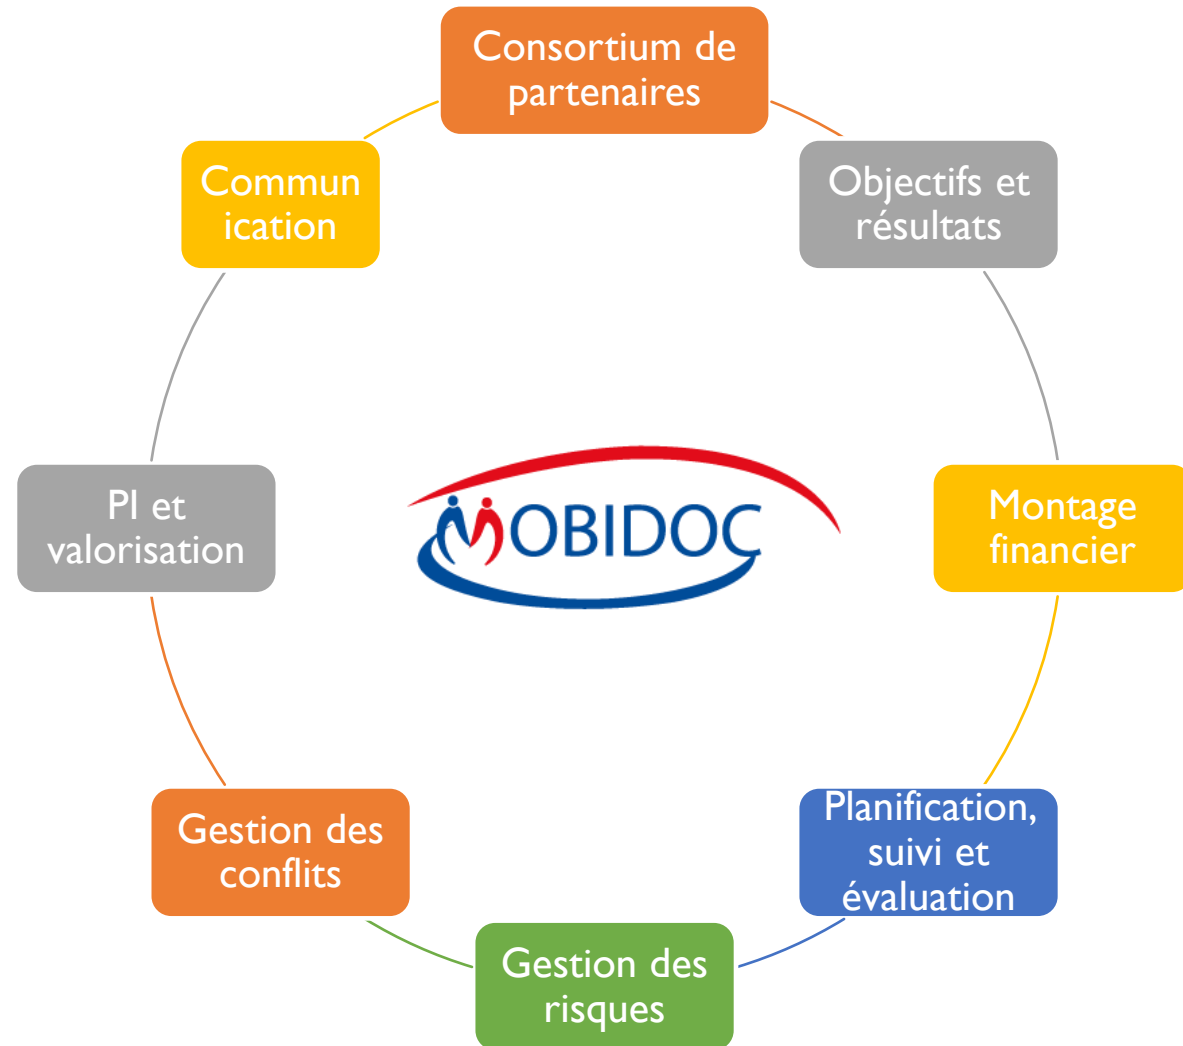 Consortium de
partenaires
Objectifs et
résultats
Montage
financier
Planification,
suivi et
évaluation
Gestion des
risques
Gestion des
conflits
PI et
valorisation
Commun
ication
MOBIDOC